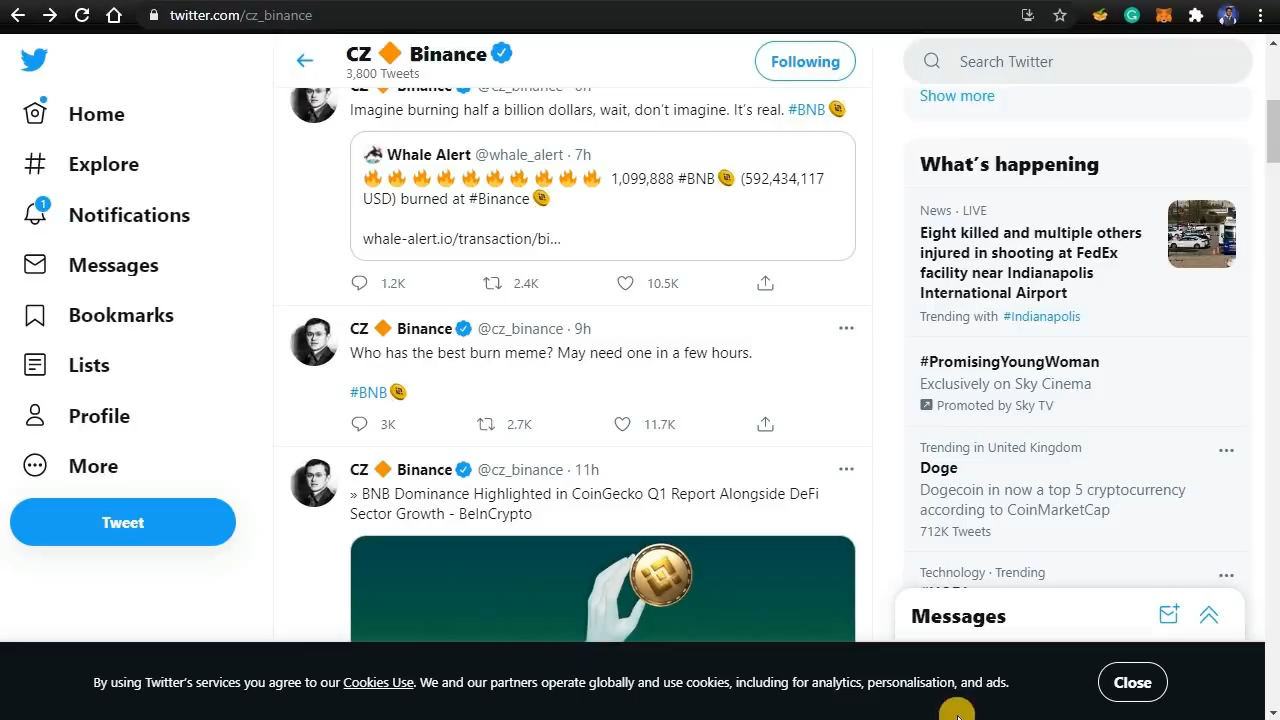 twitter.com/cz_binance
CZ 🔶 Binance
3,800 Tweets
Following
Search Twitter
Home
Explore
1
Notifications
Messages
Bookmarks
Lists
Profile
More
Tweet
Imagine burning half a billion dollars, wait, don't imagine. It's real. #BNB
Whale Alert @whale_alert · 7h
🔥🔥🔥🔥🔥🔥🔥🔥🔥🔥 1,099,888 #BNB (592,434,117
USD) burned at #Binance
whale-alert.io/transaction/bi...
1.2K 2.4K 10.5K
CZ 🔶 Binance @cz_binance · 9h
Who has the best burn meme? May need one in a few hours.
#BNB
3K 2.7K 11.7K
CZ 🔶 Binance @cz_binance · 11h
» BNB Dominance Highlighted in CoinGecko Q1 Report Alongside DeFi
Sector Growth - BeInCrypto
Show more
What's happening
News · LIVE
Eight killed and multiple others
injured in shooting at FedEx
facility near Indianapolis
International Airport
Trending with #Indianapolis
#PromisingYoungWoman
Exclusively on Sky Cinema
Promoted by Sky TV
Trending in United Kingdom
Doge
Dogecoin in now a top 5 cryptocurrency
according to CoinMarketCap
712K Tweets
Technology · Trending
Messages
By using Twitter's services you agree to our Cookies Use. We and our partners operate globally and use cookies, including for analytics, personalisation, and ads.
Close